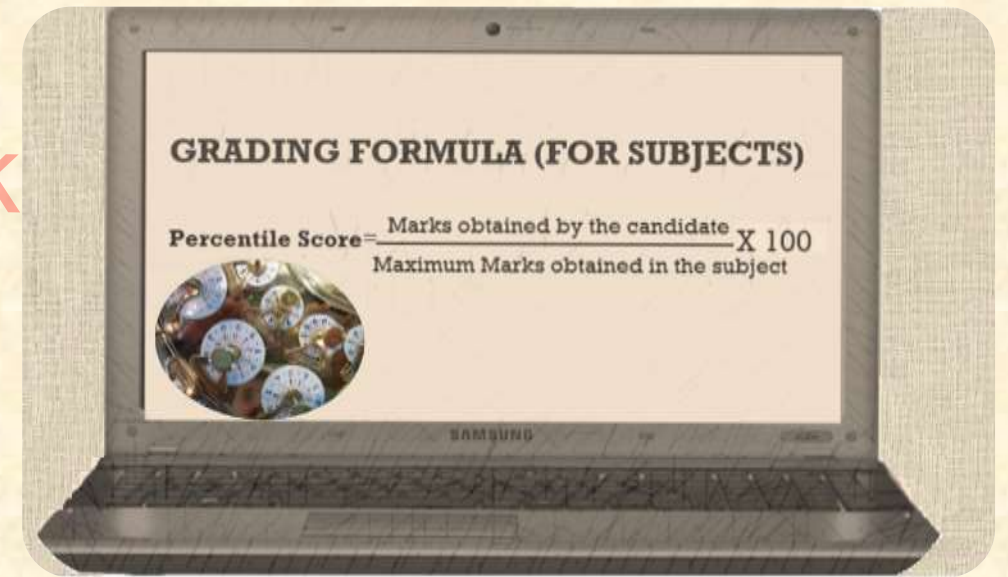 GRADING FORMULA (FOR SUBJECTS)
Percentile Score= Marks obtained by the candidate X 100
Maximum Marks obtained in the subject
SAMSUNG